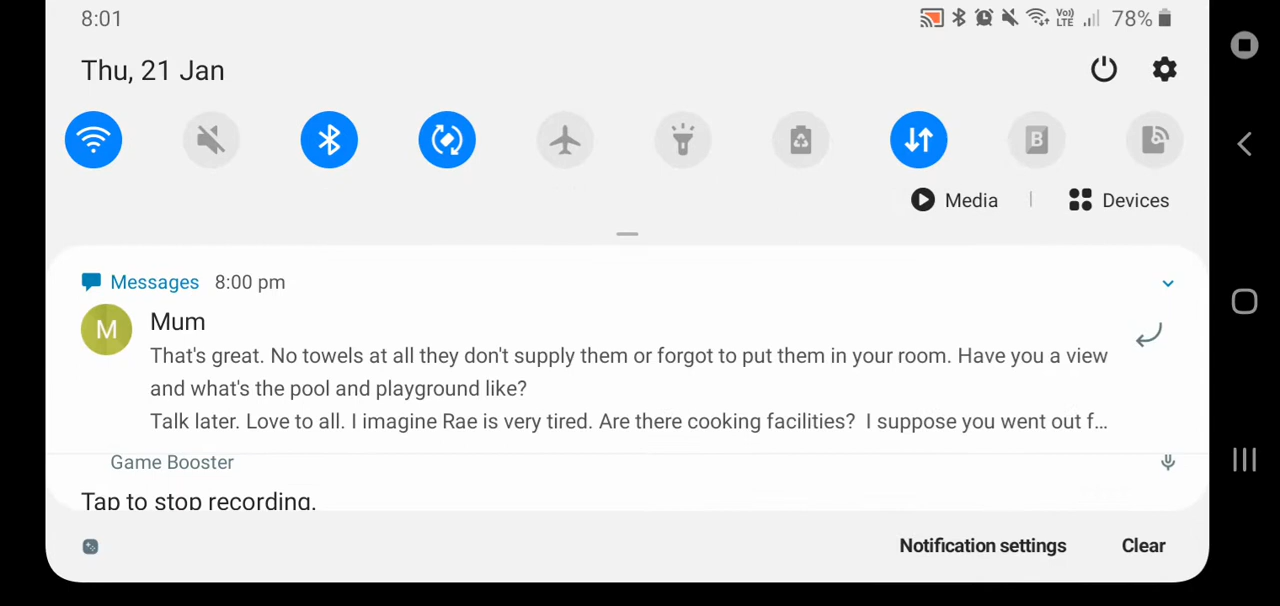 8:01 Vo)) LTE 78%
Thu, 21 Jan
B
Media | Devices
Messages 8:00 pm
M
Mum
That's great. No towels at all they don't supply them or forgot to put them in your room. Have you a view
and what's the pool and playground like?
Talk later. Love to all. I imagine Rae is very tired. Are there cooking facilities?  I suppose you went out f...
Game Booster
Tap to stop recording.
Notification settings Clear